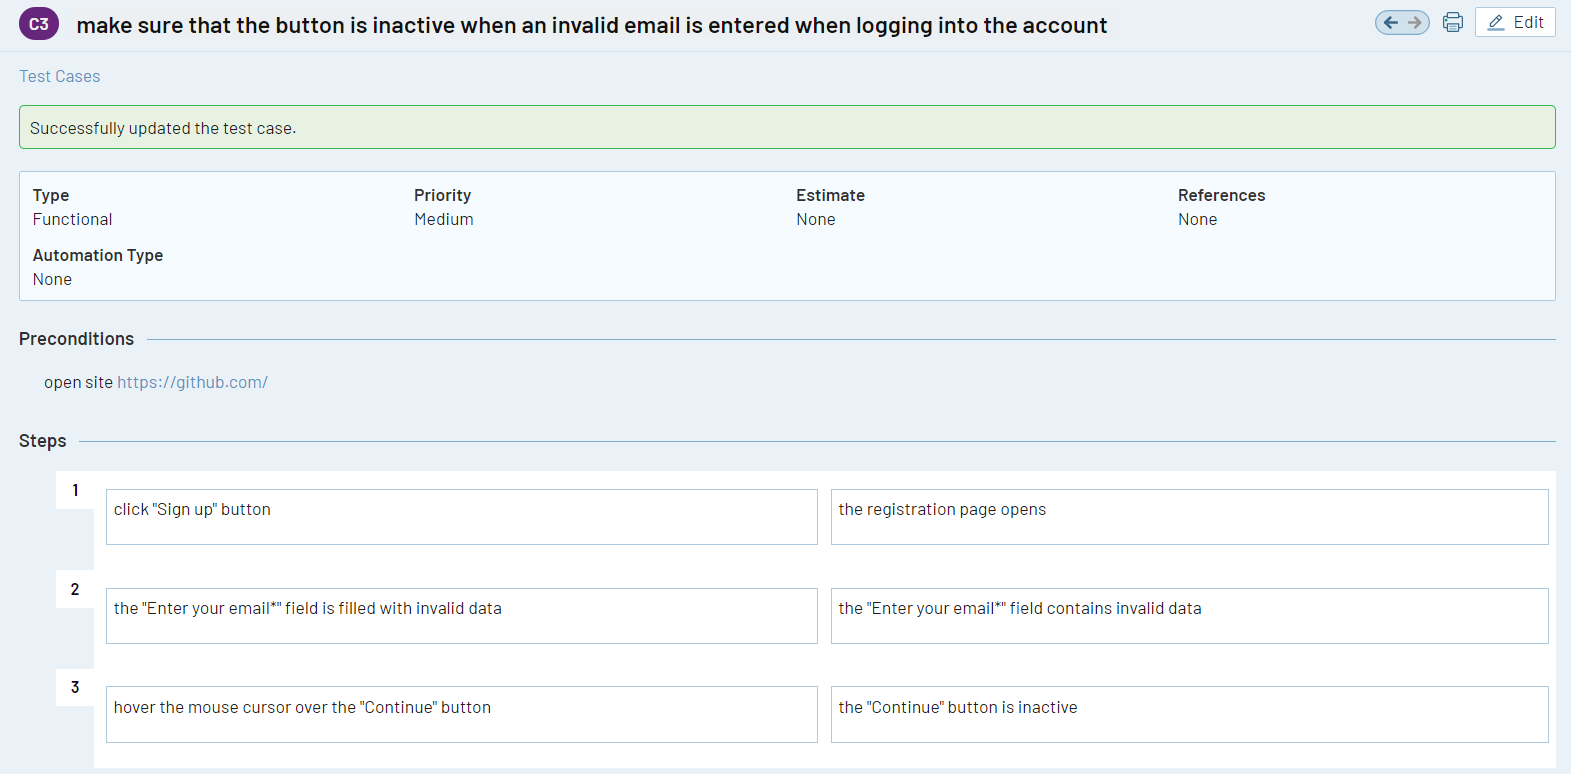 C3 make sure that the button is inactive when an invalid email is entered when logging into the account
Edit
Test Cases
Successfully updated the test case.
Type Priority Estimate References
Functional Medium None None
Automation Type
None
Preconditions
open site https://github.com/
Steps
1
click "Sign up" button
the registration page opens
2
the "Enter your email*" field is filled with invalid data
the "Enter your email*" field contains invalid data
3
hover the mouse cursor over the "Continue" button
the "Continue" button is inactive